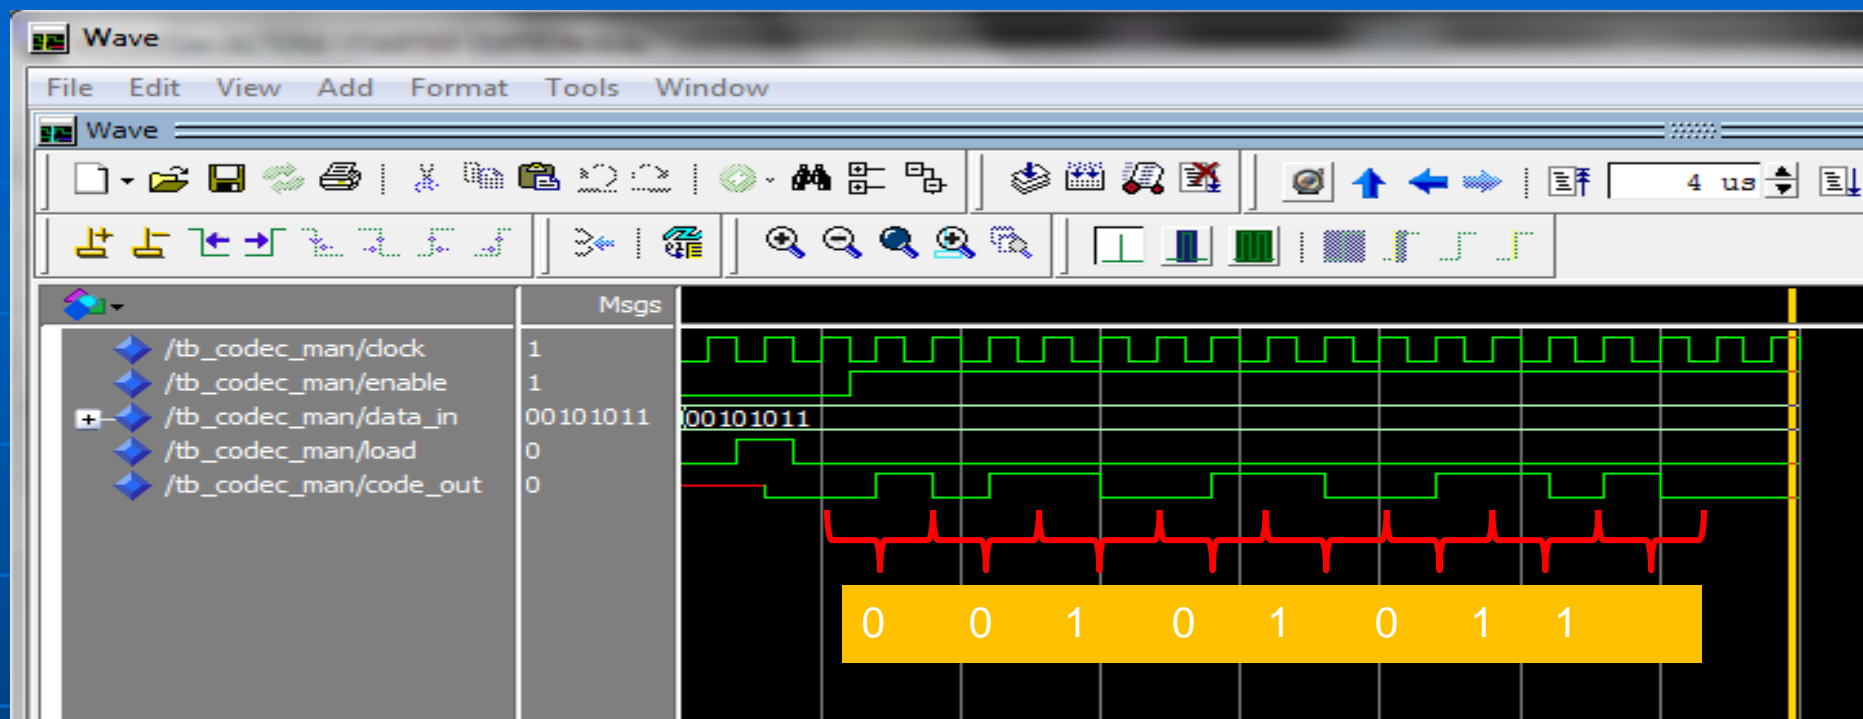 Wave
File Edit View Add Format Tools Window
Wave
4 us
Msgs
/tb_codec_man/clock 1
/tb_codec_man/enable 1
/tb_codec_man/data_in 00101011 00101011
/tb_codec_man/load 0
/tb_codec_man/code_out 0
0 0 1 0 1 0 1 1